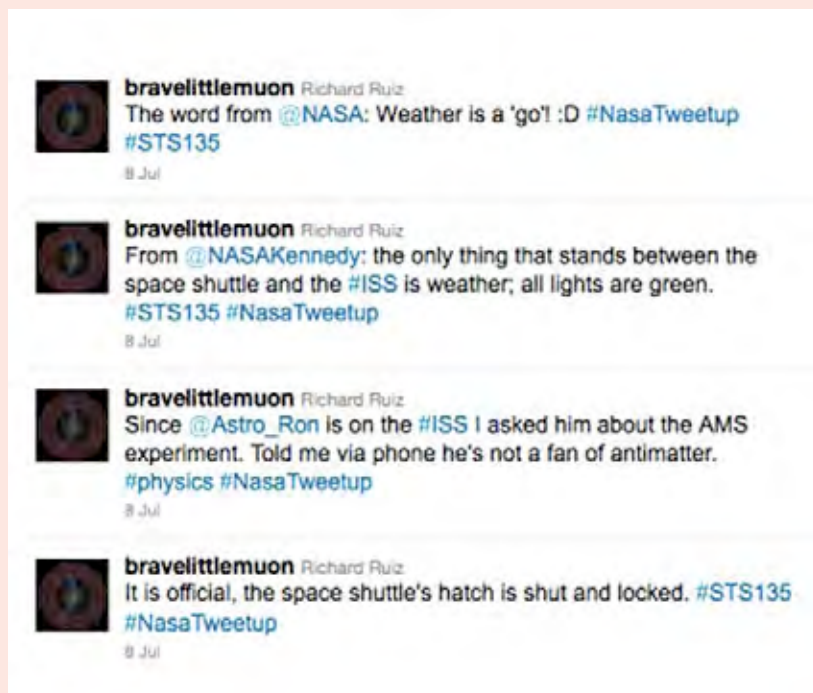 bravelittlemuon Richard Ruiz
The word from @NASA: Weather is a 'go'! :D #NasaTweetup
#STS135
8 Jul
bravelittlemuon Richard Ruiz
From @NASAKennedy: the only thing that stands between the
space shuttle and the #ISS is weather; all lights are green.
#STS135 #NasaTweetup
8 Jul
bravelittlemuon Richard Ruiz
Since @Astro_Ron is on the #ISS I asked him about the AMS
experiment. Told me via phone he's not a fan of antimatter.
#physics #NasaTweetup
8 Jul
bravelittlemuon Richard Ruiz
It is official, the space shuttle's hatch is shut and locked. #STS135
#NasaTweetup
8 Jul